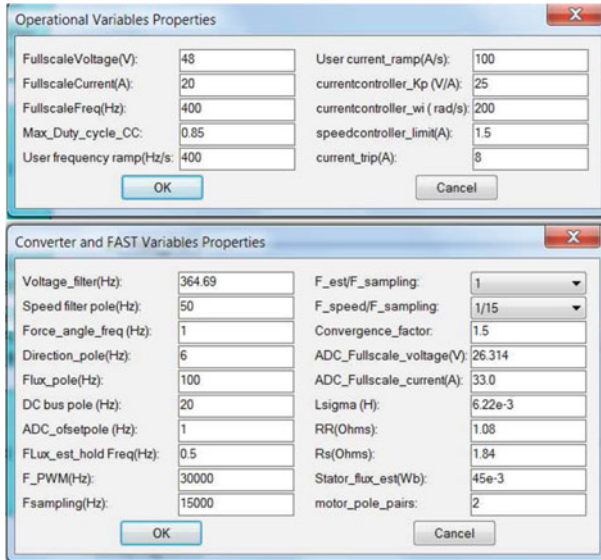 Operational Variables Properties
FullscaleVoltage(V): 48 User current_ramp(A/s): 100
FullscaleCurrent(A): 20 currentcontroller_Kp (V/A): 25
FullscaleFreq(Hz): 400 currentcontroller_wi ( rad/s): 200
Max_Duty_cycle_CC: 0.85 speedcontroller_limit(A): 1.5
User frequency ramp(Hz/s: 400 current_trip(A): 8
OK Cancel
Converter and FAST Variables Properties
Voltage_filter(Hz): 364.69 F_est/F_sampling: 1
Speed filter pole(Hz): 50 F_speed/F_sampling: 1/15
Force_angle_freq (Hz): 1 Convergence_factor: 1.5
Direction_pole(Hz): 6 ADC_Fullscale_voltage(V): 26.314
Flux_pole(Hz): 100 ADC_Fullscale_current(A): 33.0
DC bus pole (Hz): 20 Lsigma (H): 6.22e-3
ADC_ofsetpole (Hz): 1 RR(Ohms): 1.08
FLux_est_hold Freq(Hz): 0.5 Rs(Ohms): 1.84
F_PWM(Hz): 30000 Stator_flux_est(Wb): 45e-3
Fsampling(Hz): 15000 motor_pole_pairs: 2
OK Cancel